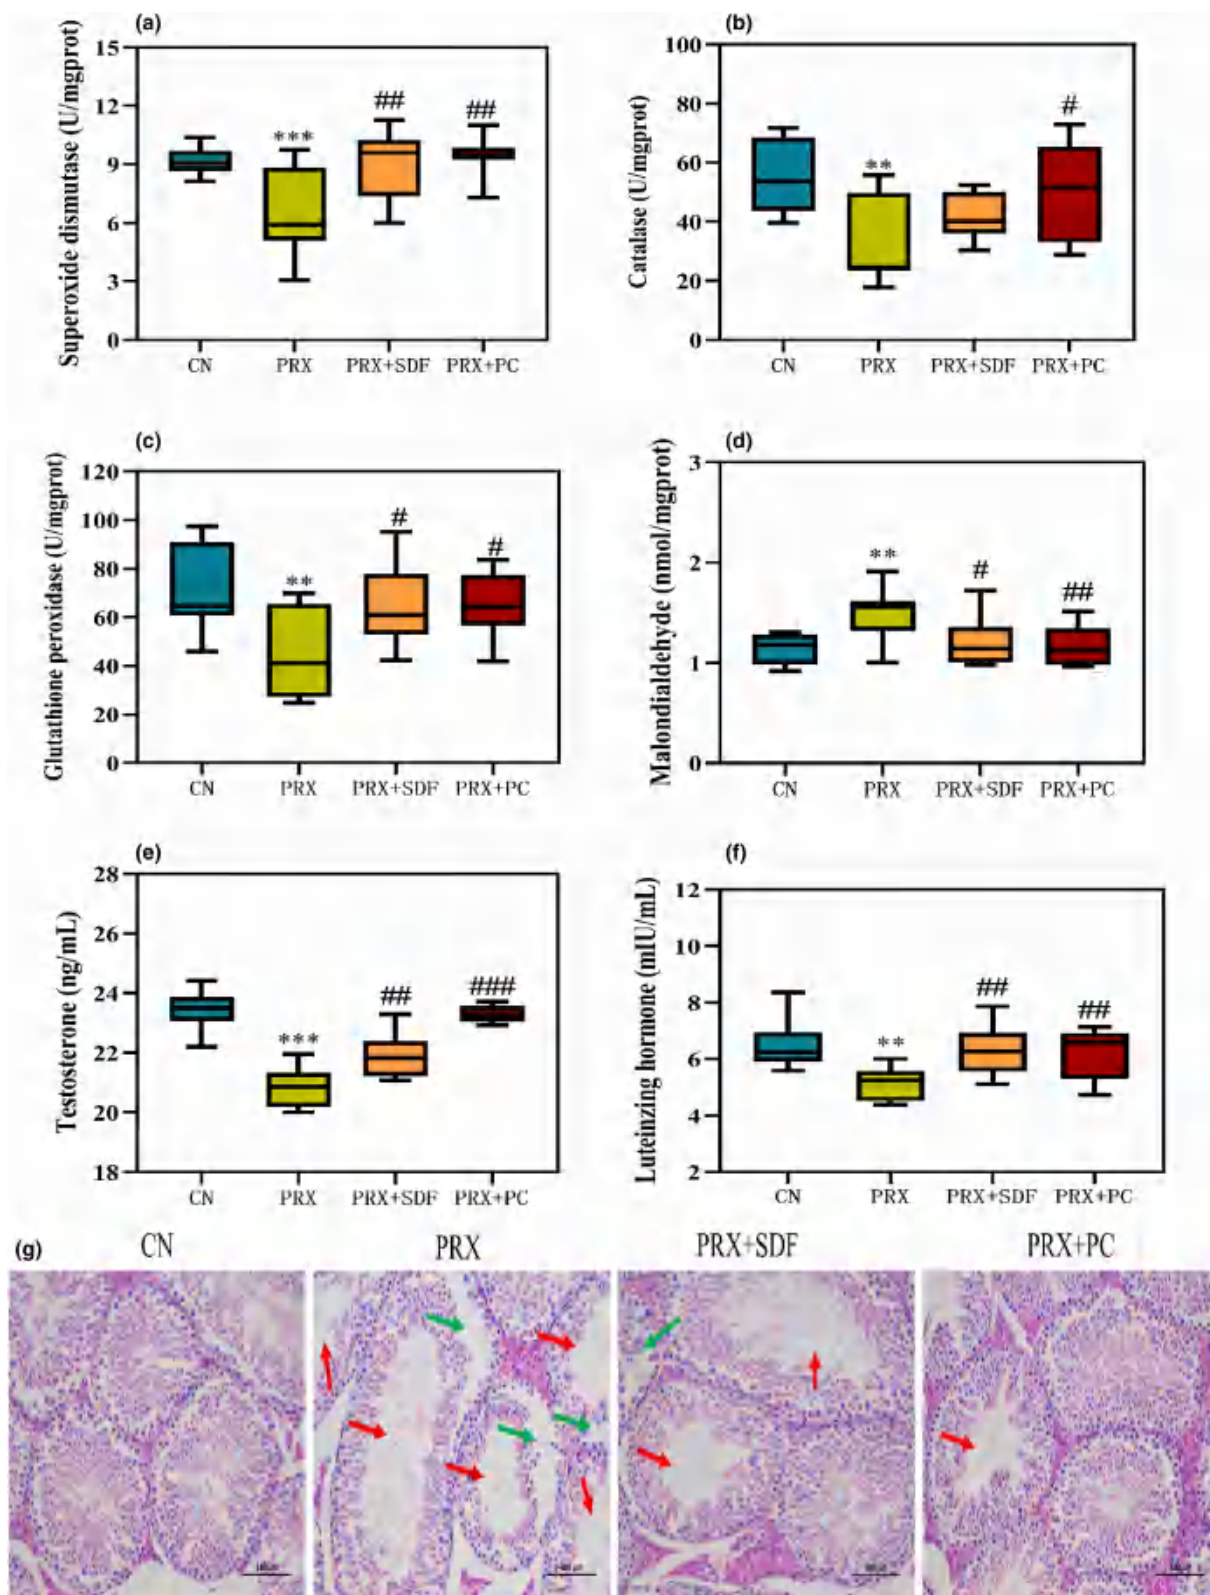 (a)
Superoxide dismutase (U/mgprot)
15
12
9
6
3
0
***
##
##
CN PRX PRX+SDF PRX+PC
(b)
Catalase (U/mgprot)
100
80
60
40
20
0
**
#
CN PRX PRX+SDF PRX+PC
(c)
Glutathione peroxidase (U/mgprot)
120
100
80
60
40
20
0
**
#
#
CN PRX PRX+SDF PRX+PC
(d)
Malondialdehyde (nmol/mgprot)
3
2
1
0
**
#
##
CN PRX PRX+SDF PRX+PC
(e)
Testosterone (ng/mL)
28
26
24
22
20
18
***
##
###
CN PRX PRX+SDF PRX+PC
(f)
Luteinzing hormone (mIU/mL)
12
10
8
6
4
2
**
##
##
CN PRX PRX+SDF PRX+PC
(g)
CN PRX PRX+SDF PRX+PC